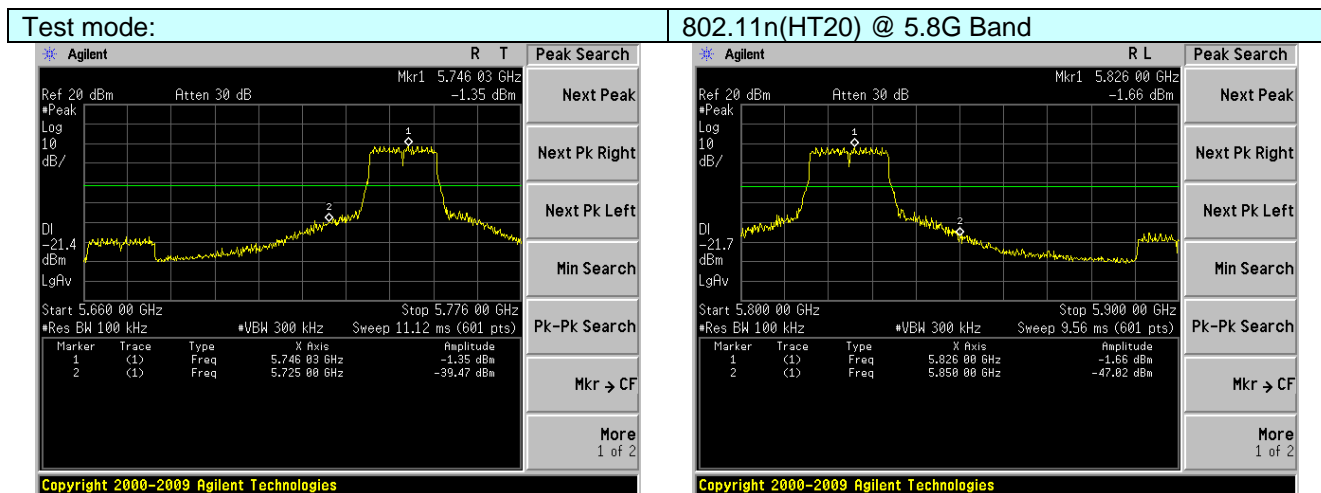 Test mode:
802.11n(HT20) @ 5.8G Band
Agilent
R T
Peak Search
Mkr1 5.746 03 GHz
Ref 20 dBm
Atten 30 dB
-1.35 dBm
#Peak
Log
10
dB/
1
2
DI
-21.4
dBm
LgAv
Start 5.660 00 GHz
Stop 5.776 00 GHz
#Res BW 100 kHz
#VBW 300 kHz
Sweep 11.12 ms (601 pts)
Marker Trace Type X Axis Amplitude
1 (1) Freq 5.746 03 GHz -1.35 dBm
2 (1) Freq 5.725 00 GHz -39.47 dBm
Next Peak
Next Pk Right
Next Pk Left
Min Search
Pk-Pk Search
Mkr → CF
More
1 of 2
Copyright 2000-2009 Agilent Technologies
Agilent
R L
Peak Search
Mkr1 5.826 00 GHz
Ref 20 dBm
Atten 30 dB
-1.66 dBm
#Peak
Log
10
dB/
1
2
DI
-21.7
dBm
LgAv
Start 5.800 00 GHz
Stop 5.900 00 GHz
#Res BW 100 kHz
#VBW 300 kHz
Sweep 9.56 ms (601 pts)
Marker Trace Type X Axis Amplitude
1 (1) Freq 5.826 00 GHz -1.66 dBm
2 (1) Freq 5.850 00 GHz -47.02 dBm
Next Peak
Next Pk Right
Next Pk Left
Min Search
Pk-Pk Search
Mkr → CF
More
1 of 2
Copyright 2000-2009 Agilent Technologies